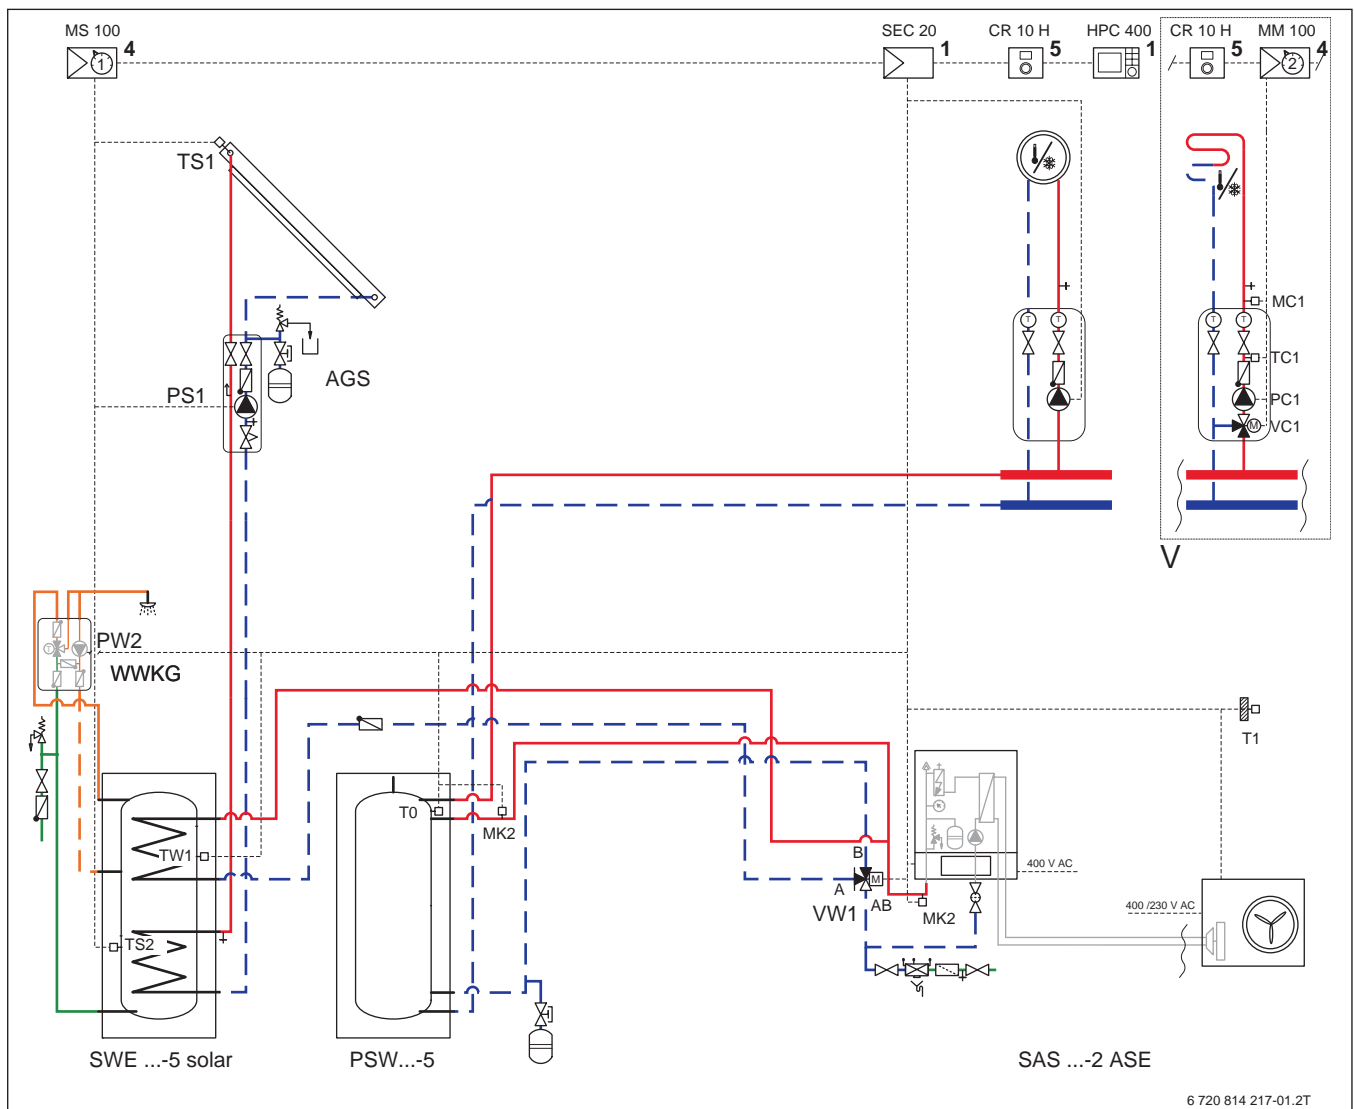 MS 100
SEC 20
CR 10 H
HPC 400
CR 10 H
MM 100
4
1
5
1
5
4
1
2
TS1
MC1
T
T
T
T
TC1
AGS
PS1
PC1
M
VC1
V
PW2
T
WWKG
T1
T0
MK2
TW1
B
400 V AC
M
A
AB
VW1
MK2
400 /230 V AC
TS2
SWE ...-5 solar
PSW...-5
SAS ...-2 ASE
6 720 814 217-01.2T